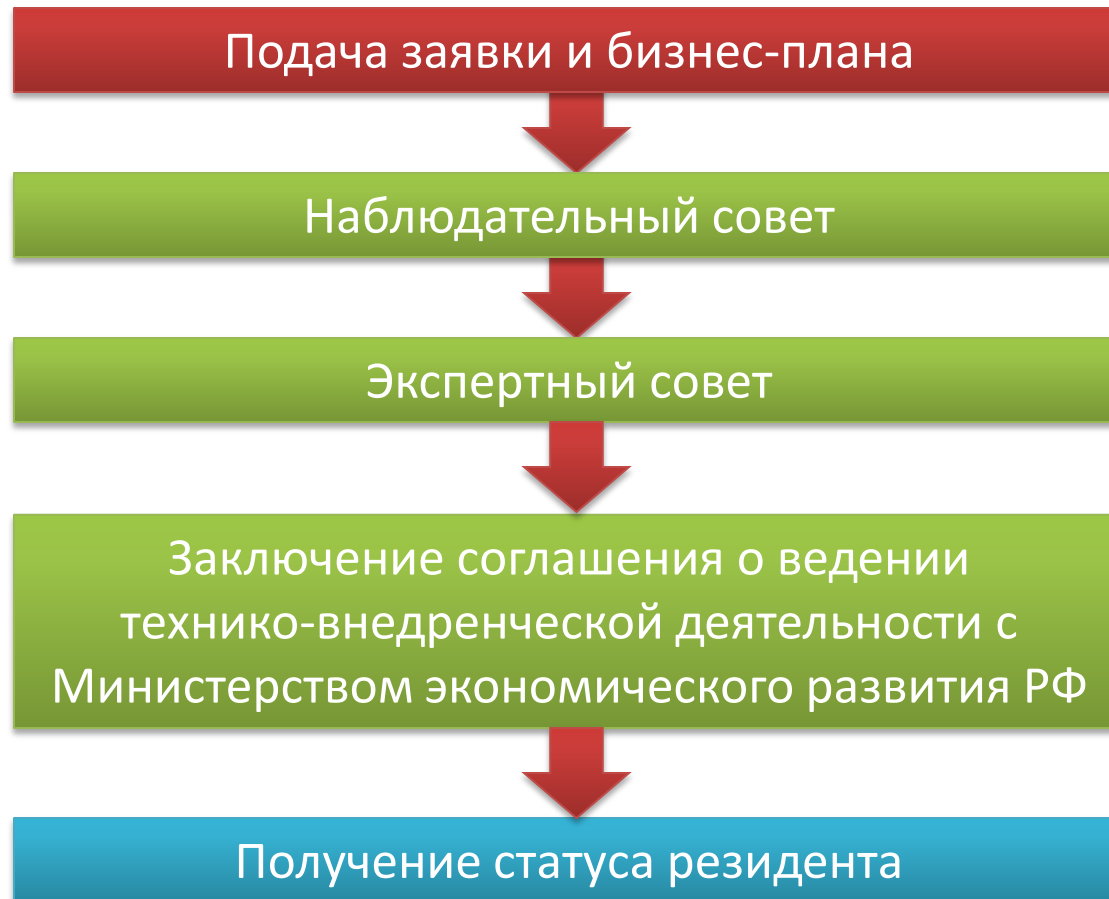 Подача заявки и бизнес-плана
Наблюдательный совет
Экспертный совет
Заключение соглашения о ведении
технико-внедренческой деятельности с
Министерством экономического развития РФ
Получение статуса резидента